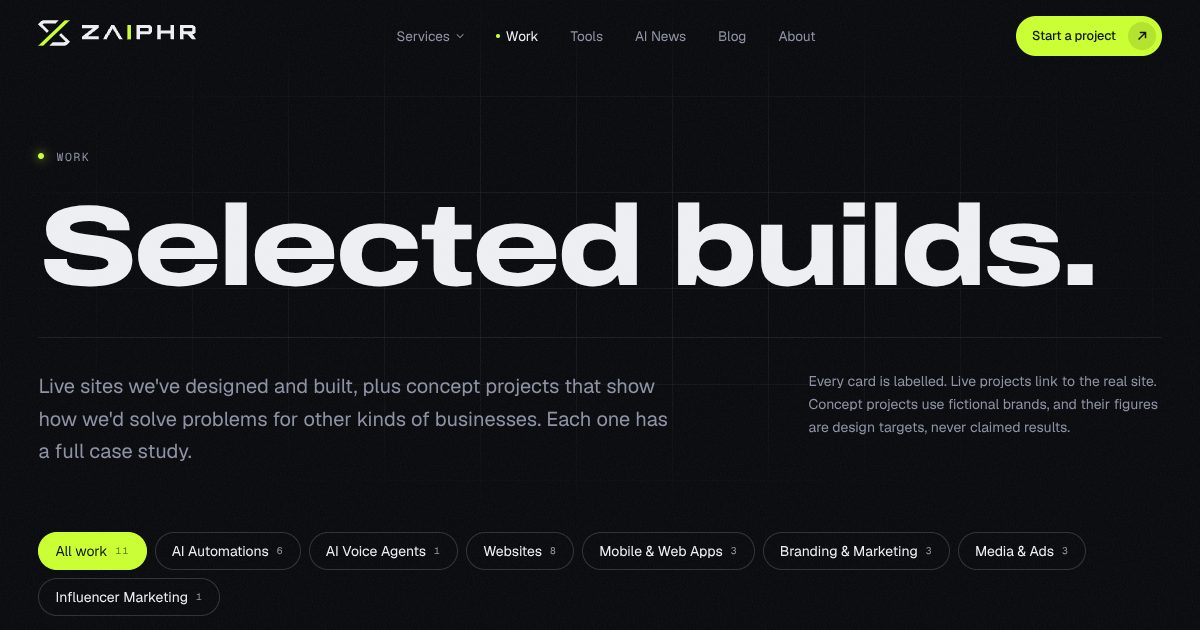 ZAIPHR
Services
Work
Tools
AI News
Blog
About
Start a project
WORK
Selected builds.
Live sites we've designed and built, plus concept projects that show
how we'd solve problems for other kinds of businesses. Each one has
a full case study.
Every card is labelled. Live projects link to the real site.
Concept projects use fictional brands, and their figures
are design targets, never claimed results.
All work 11
AI Automations 6
AI Voice Agents 1
Websites 8
Mobile & Web Apps 3
Branding & Marketing 3
Media & Ads 3
Influencer Marketing 1